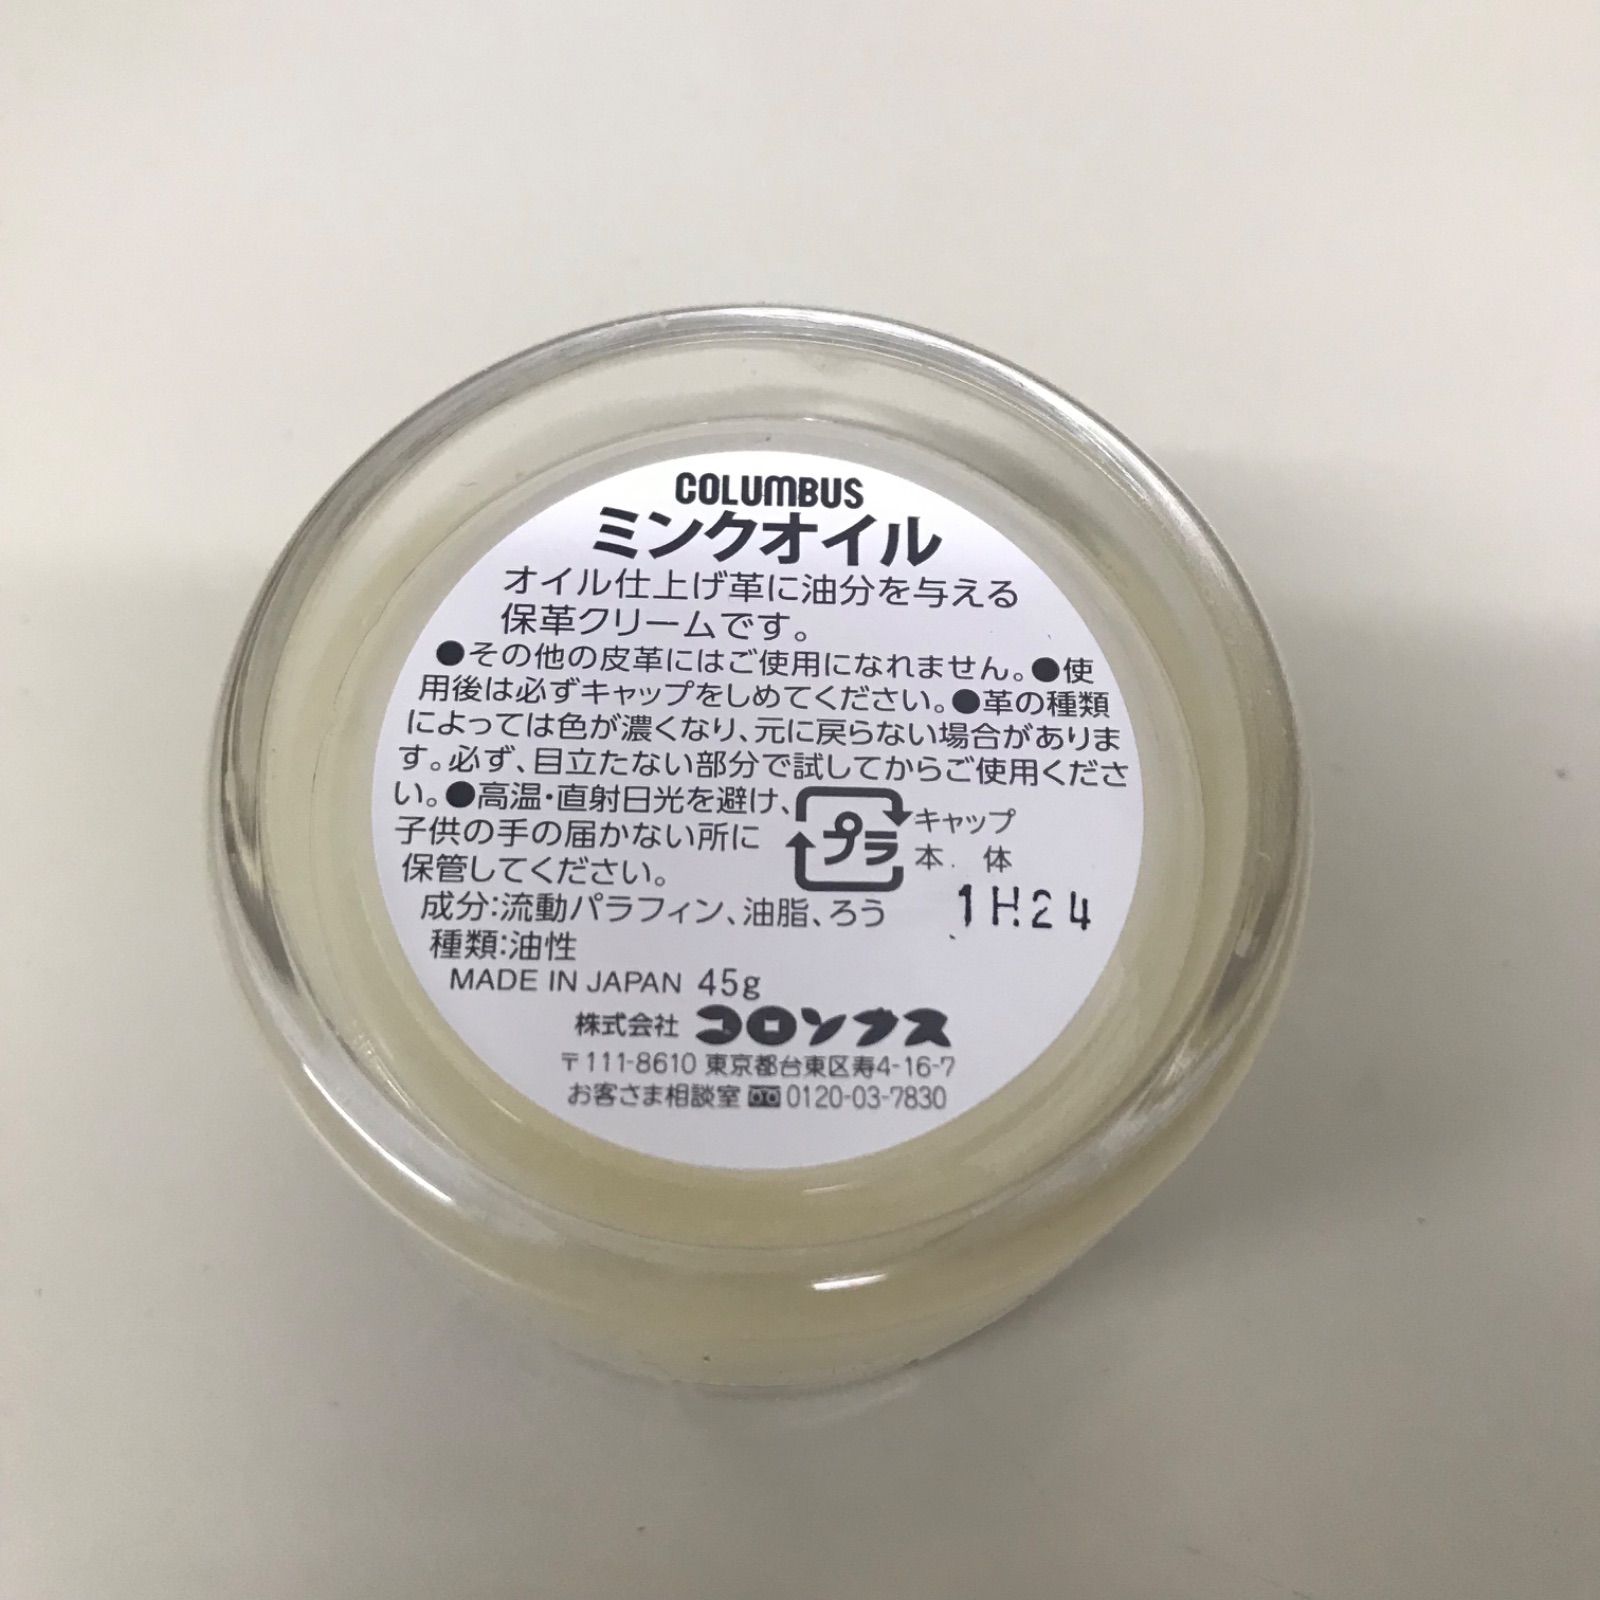 COLUMBUS
ミンクオイル
オイル仕上げ革に油分を与える
保革クリームです。
●その他の皮革にはご使用になれません。●使
用後は必ずキャップをしめてください。●革の種類
によっては色が濃くなり、元に戻らない場合がありま
す。必ず、目立たない部分で試してからご使用くださ
い。●高温・直射日光を避け、
子供の手の届かない所に
保管してください。
プラ
キャップ
本体
1H24
成分:流動パラフィン、油脂、ろう
種類:油性
MADE IN JAPAN 45g
株式会社 コロンブス
〒111-8610 東京都台東区寿4-16-7
お客さま相談室 0120-03-7830